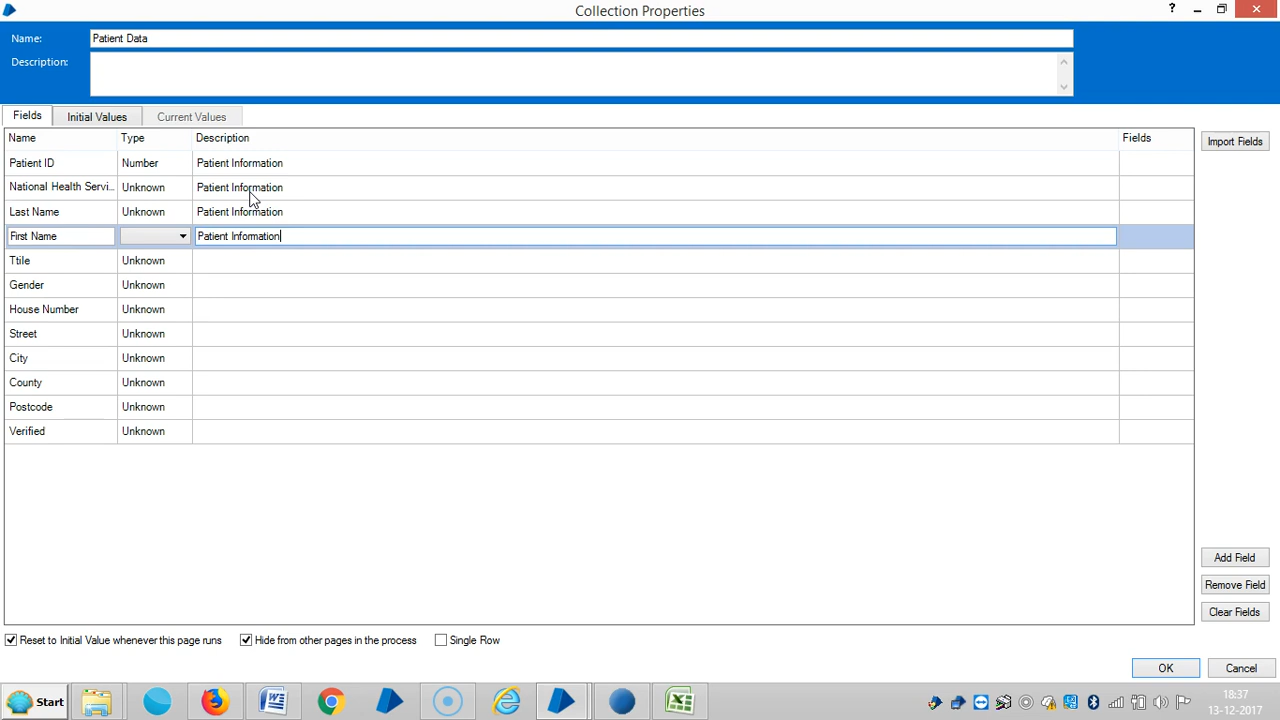 Collection Properties
?
Name: Patient Data
Description:
Fields Initial Values Current Values
Name Type Description Fields
Import Fields
Patient ID Number Patient Information
National Health Servi... Unknown Patient Information
Last Name Unknown Patient Information
First Name Patient Information
Ttile Unknown
Gender Unknown
House Number Unknown
Street Unknown
City Unknown
County Unknown
Postcode Unknown
Verified Unknown
Add Field
Remove Field
Clear Fields
Reset to Initial Value whenever this page runs Hide from other pages in the process Single Row
OK Cancel
Start
18:37
13-12-2017